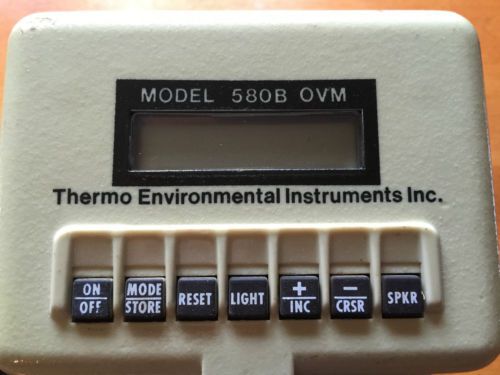 MODEL 580B OVM
Thermo Environmental Instruments Inc.
ON
OFF
MODE
STORE
RESET
LIGHT
+
INC
−
CRSR
SPKR